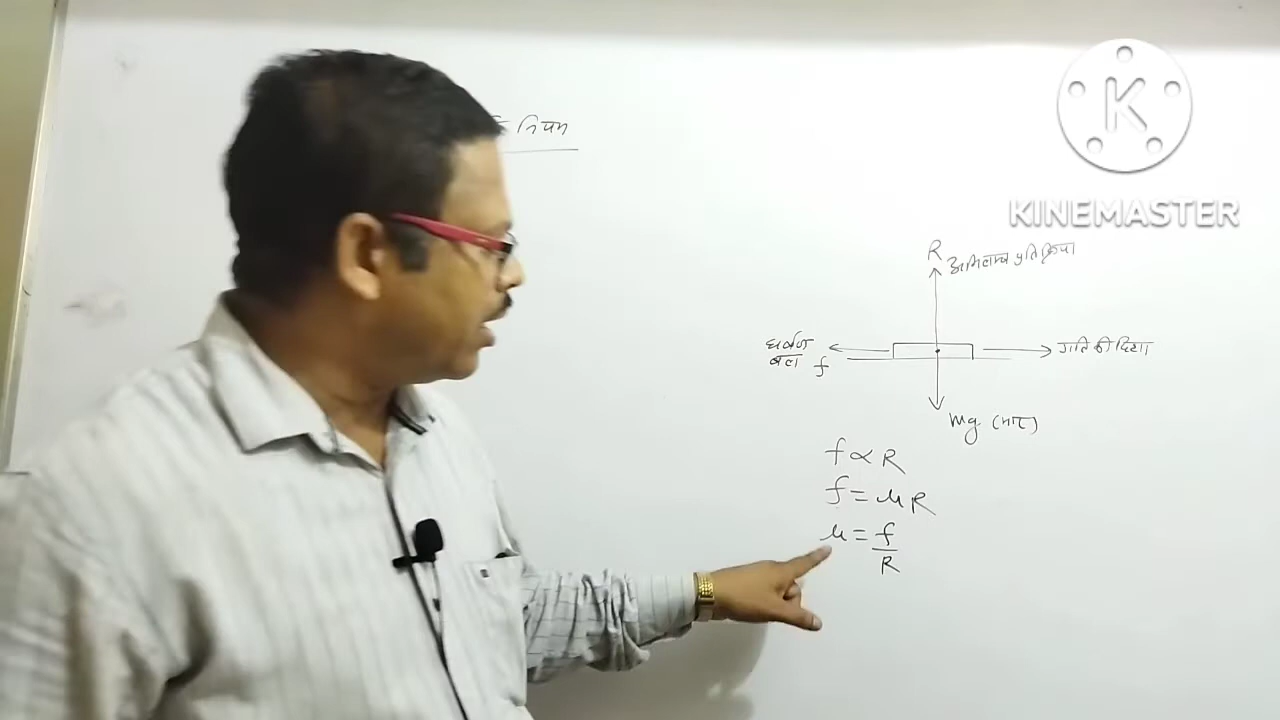 नियम
KINEMASTER
R अभिलम्ब प्रतिक्रिया
घर्षण
बल f
गति की दिशा
mg (भार)
f ∝ R
f = μR
μ = f/R